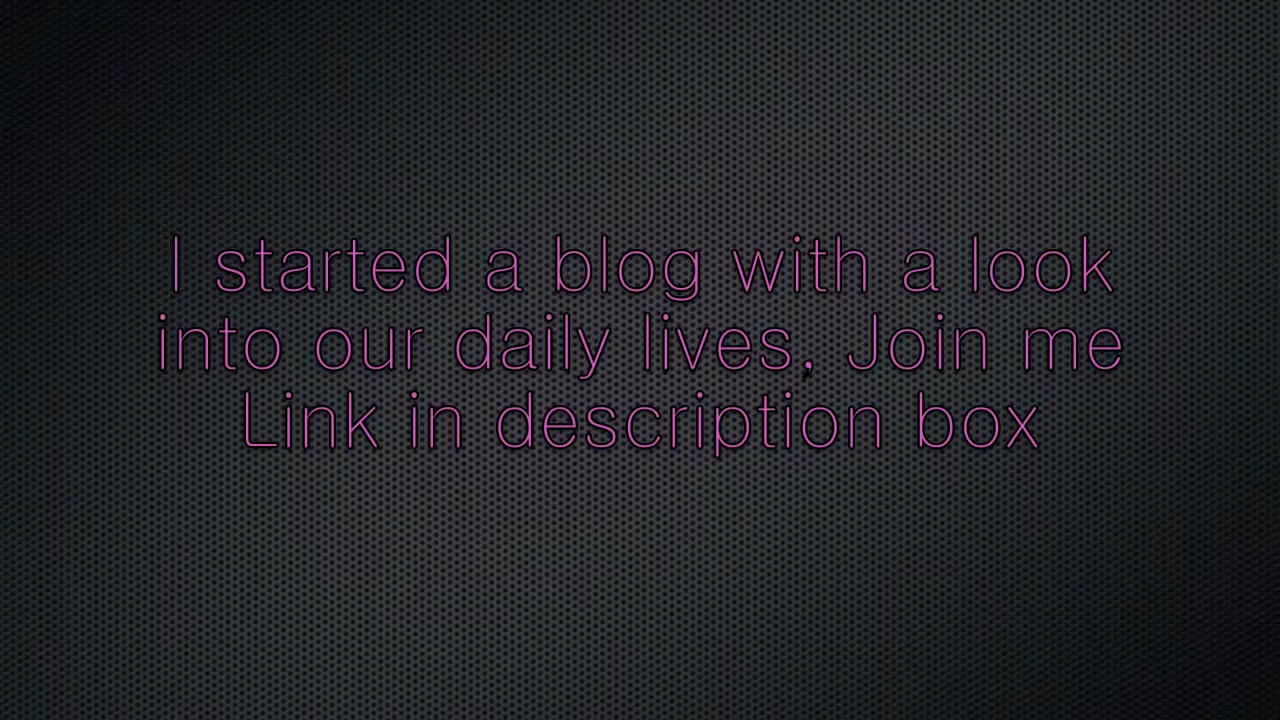 I started a blog with a look
into our daily lives, Join me
Link in description box